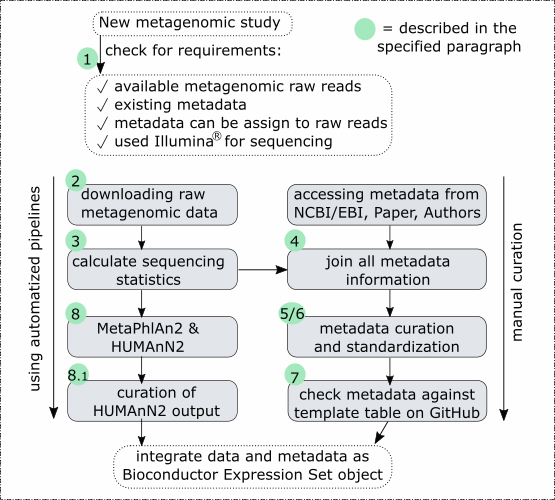 New metagenomic study
= described in the
specified paragraph
check for requirements:
1
✓ available metagenomic raw reads
✓ existing metadata
✓ metadata can be assign to raw reads
✓ used Illumina® for sequencing
using automatized pipelines
2
downloading raw
metagenomic data
3
calculate sequencing
statistics
8
MetaPhlAn2 &
HUMAnN2
8.1
curation of
HUMAnN2 output
accessing metadata from
NCBI/EBI, Paper, Authors
4
join all metadata
information
5/6
metadata curation
and standardization
7
check metadata against
template table on GitHub
manual curation
integrate data and metadata as
Bioconductor Expression Set object